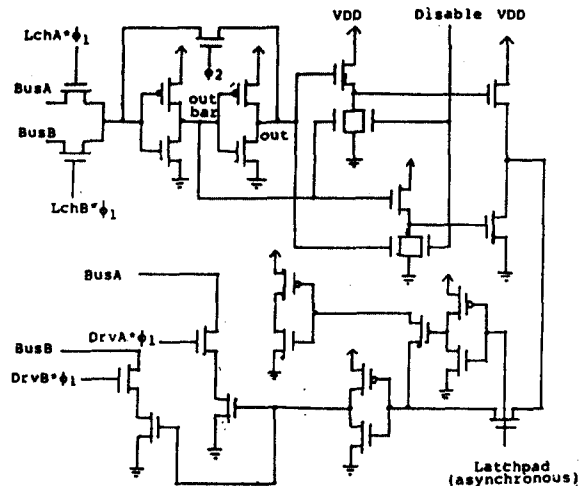 VDD Disable VDD
LchA*ϕ1
BusA
ϕ2
out
bar
out
BusB
LchB*ϕ1
BusA
DrvA*ϕ1
BusB
DrvB*ϕ1
Latchpad
(asynchronous)